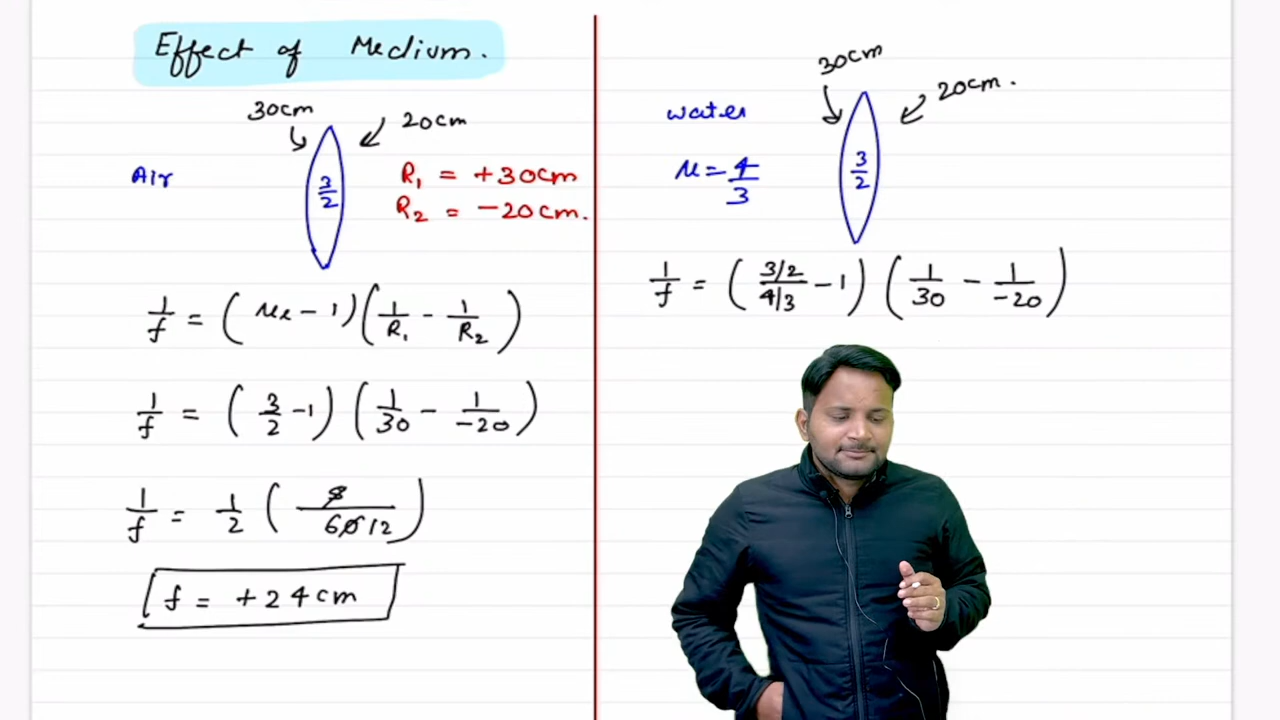 Effect of Medium.
30cm
20cm
Air
3/2
R₁ = +30cm
R₂ = -20cm.
1/f = (μr - 1)(1/R₁ - 1/R₂)
1/f = (3/2 - 1)(1/30 - 1/-20)
1/f = 1/2 (5/60 12)
f = +24cm
30cm
20cm.
water
μ = 4/3
3/2
1/f = ((3/2)/(4/3) - 1)(1/30 - 1/-20)